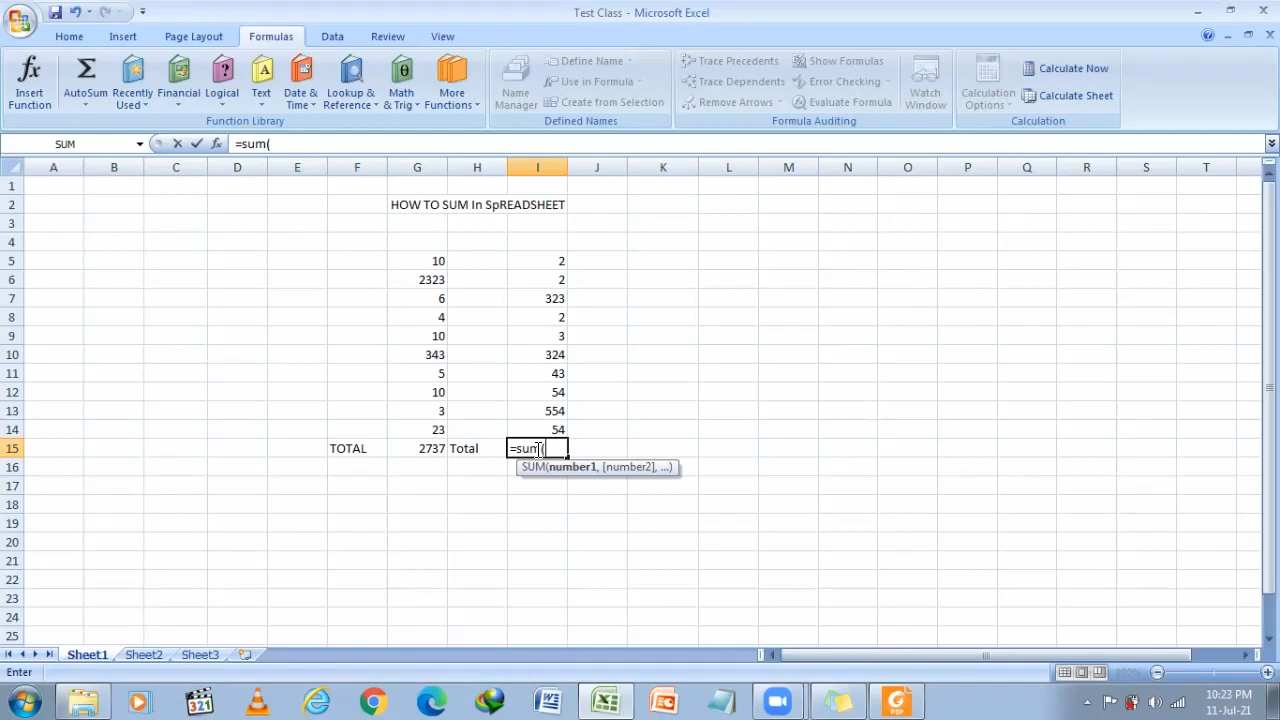 Test Class - Microsoft Excel
Home Insert Page Layout Formulas Data Review View
fx Insert Function
Σ AutoSum
Recently Used
Financial
Logical
Text
Date & Time
Lookup & Reference
Math & Trig
More Functions
Function Library
Name Manager
Define Name
Use in Formula
Create from Selection
Defined Names
Trace Precedents
Trace Dependents
Remove Arrows
Show Formulas
Error Checking
Evaluate Formula
Watch Window
Formula Auditing
Calculation Options
Calculate Now
Calculate Sheet
Calculation
SUM fx =sum(
A B C D E F G H I J K L M N O P Q R S T
1
2 HOW TO SUM In SpREADSHEET
3
4
5 10 2
6 2323 2
7 6 323
8 4 2
9 10 3
10 343 324
11 5 43
12 10 54
13 3 554
14 23 54
15 TOTAL 2737 Total =sum(
SUM(number1, [number2], ...)
16
17
18
19
20
21
22
23
24
25
Sheet1 Sheet2 Sheet3
Enter 100%
321 PDF
10:23 PM
11-Jul-21